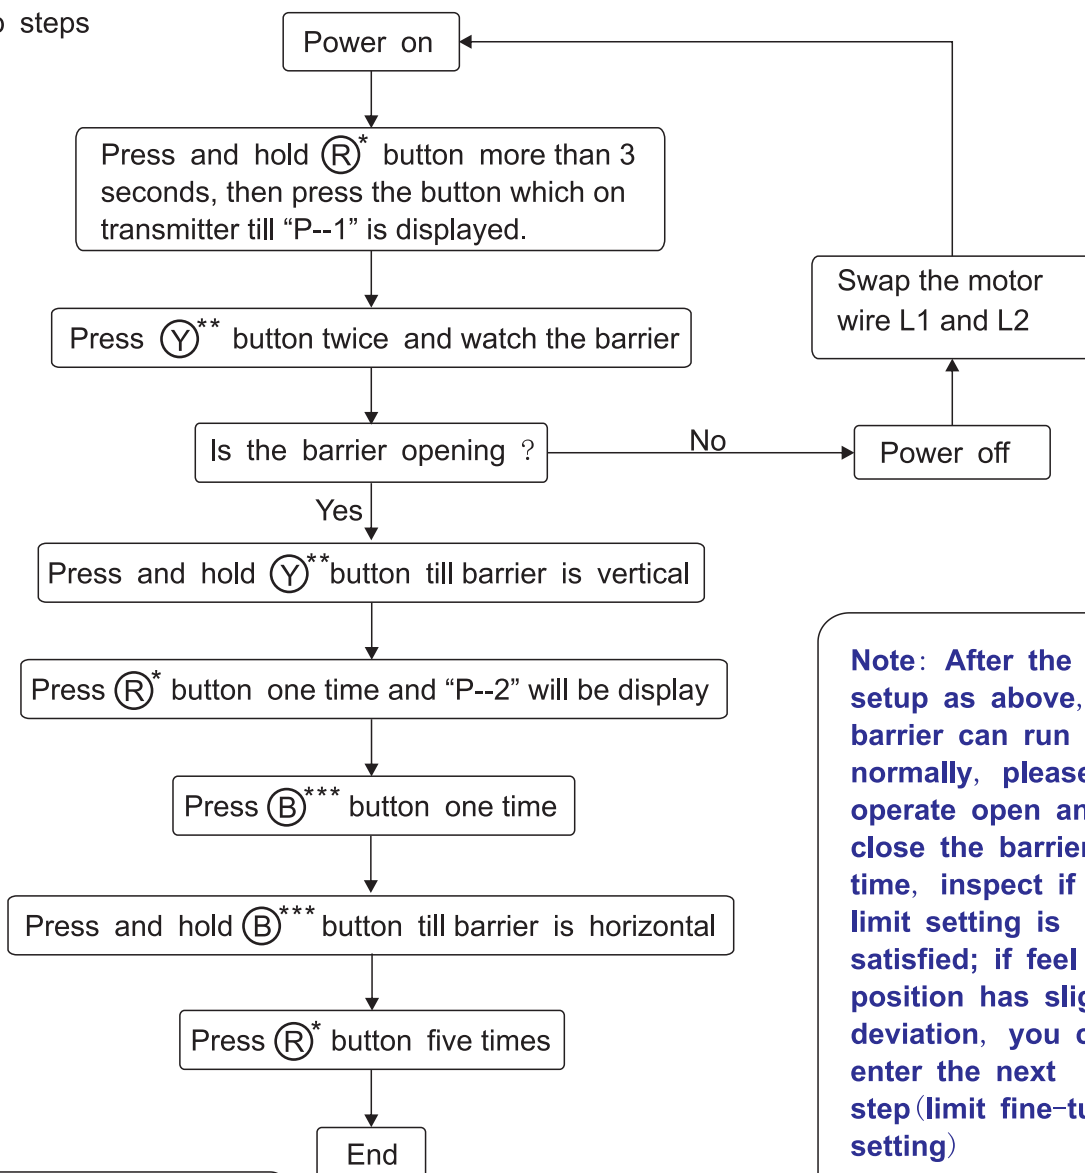 steps
Power on
Press and hold Ⓡ* button more than 3
seconds, then press the button which on
transmitter till “P--1” is displayed.
Press Ⓨ** button twice and watch the barrier
Is the barrier opening ?
No
Power off
Swap the motor
wire L1 and L2
Yes
Press and hold Ⓨ** button till barrier is vertical
Press Ⓡ* button one time and “P--2” will be display
Press Ⓑ*** button one time
Press and hold Ⓑ*** button till barrier is horizontal
Press Ⓡ* button five times
End
Note: After the
setup as above,
barrier can run
normally, please
operate open
close the barrier
time, inspect if
limit setting is
satisfied; if feel
position has
deviation, you
enter the next
step(limit
setting)